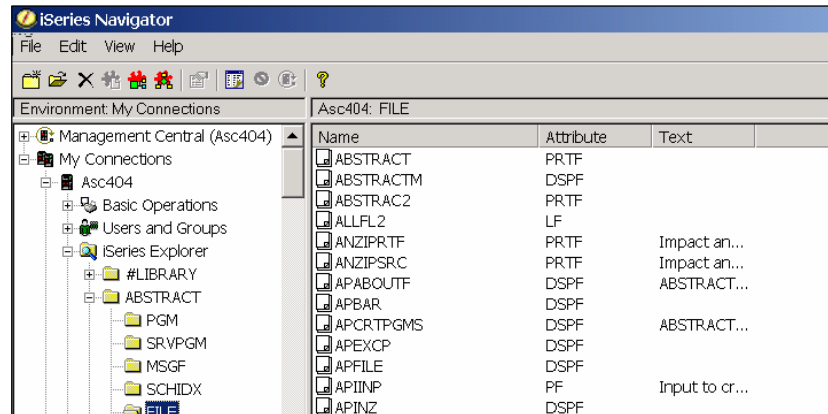 iSeries Navigator
File Edit View Help
Environment: My Connections
Asc404: FILE
Management Central (Asc404)
My Connections
Asc404
Basic Operations
Users and Groups
iSeries Explorer
#LIBRARY
ABSTRACT
PGM
SRVPGM
MSGF
SCHIDX
FILE
Name Attribute Text
ABSTRACT PRTF
ABSTRACTM DSPF
ABSTRAC2 PRTF
ALLFL2 LF
ANZIPRTF PRTF Impact an...
ANZIPSRC PRTF Impact an...
APABOUTF DSPF ABSTRACT...
APBAR DSPF
APCRTPGMS DSPF ABSTRACT...
APEXCP DSPF
APFILE DSPF
APIINP PF Input to cr...
APINZ DSPF